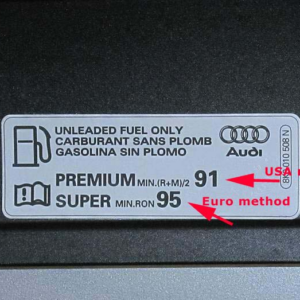 UNLEADED FUEL ONLY
CARBURANT SANS PLOMB
GASOLINA SIN PLOMO
Audi
PREMIUM MIN.(R+M)/2 91
USA
SUPER MIN.RON 95
Euro method